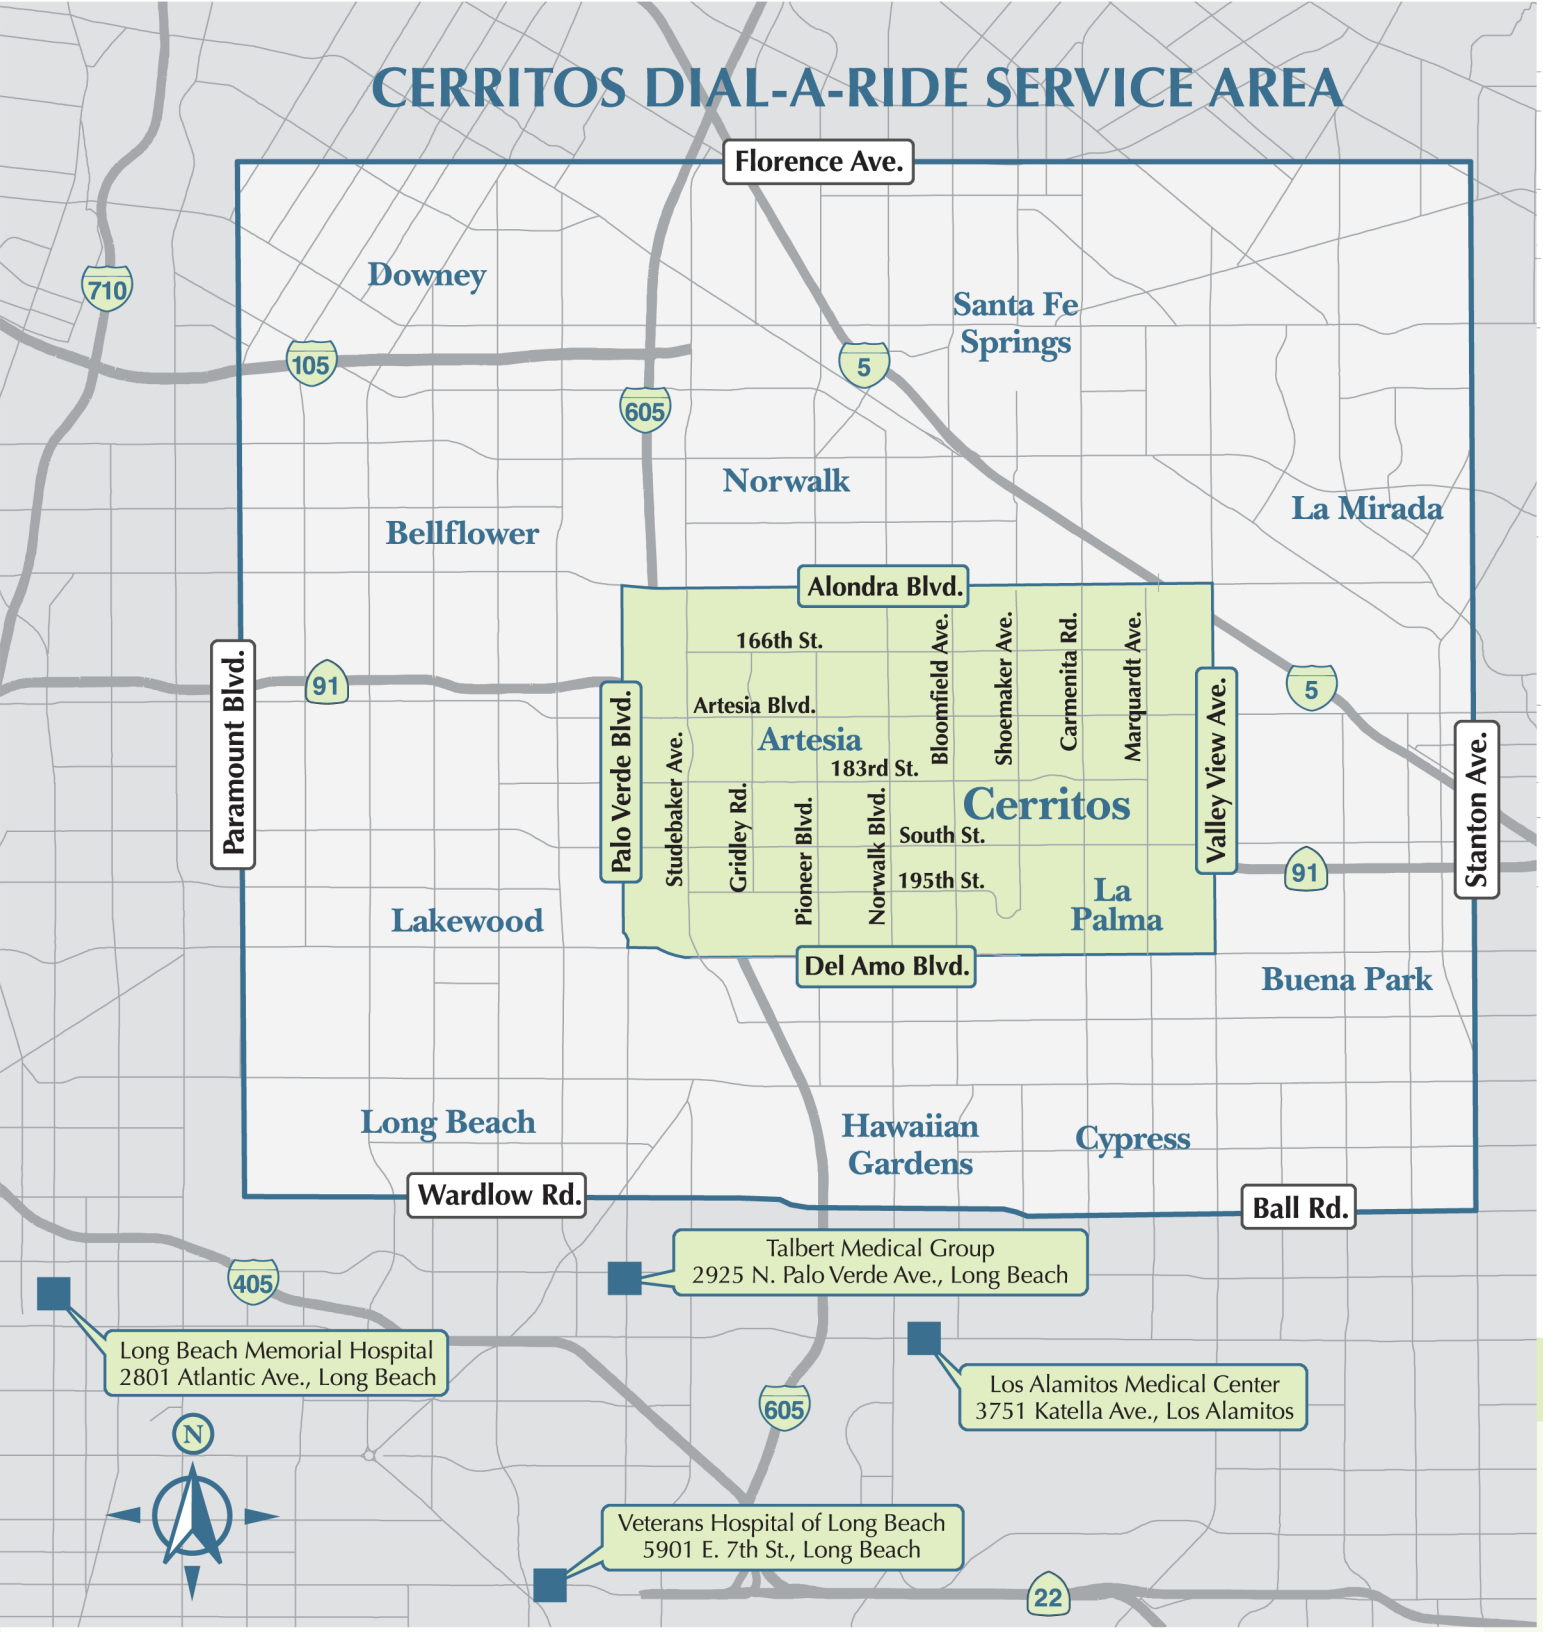 CERRITOS DIAL-A-RIDE SERVICE AREA
Florence Ave.
Downey
710
Santa Fe
Springs
105
5
605
Norwalk
La Mirada
Bellflower
Alondra Blvd.
166th St.
Bloomfield Ave.
Shoemaker Ave.
Carmenita Rd.
Marquardt Ave.
Paramount Blvd.
91
Palo Verde Blvd.
Artesia Blvd.
Artesia
183rd St.
Valley View Ave.
5
Stanton Ave.
Studebaker Ave.
Gridley Rd.
Pioneer Blvd.
Norwalk Blvd.
Cerritos
South St.
195th St.
91
La
Palma
Lakewood
Del Amo Blvd.
Buena Park
Long Beach
Hawaiian
Gardens
Cypress
Wardlow Rd.
Ball Rd.
Talbert Medical Group
2925 N. Palo Verde Ave., Long Beach
405
Long Beach Memorial Hospital
2801 Atlantic Ave., Long Beach
Los Alamitos Medical Center
3751 Katella Ave., Los Alamitos
605
N
Veterans Hospital of Long Beach
5901 E. 7th St., Long Beach
22